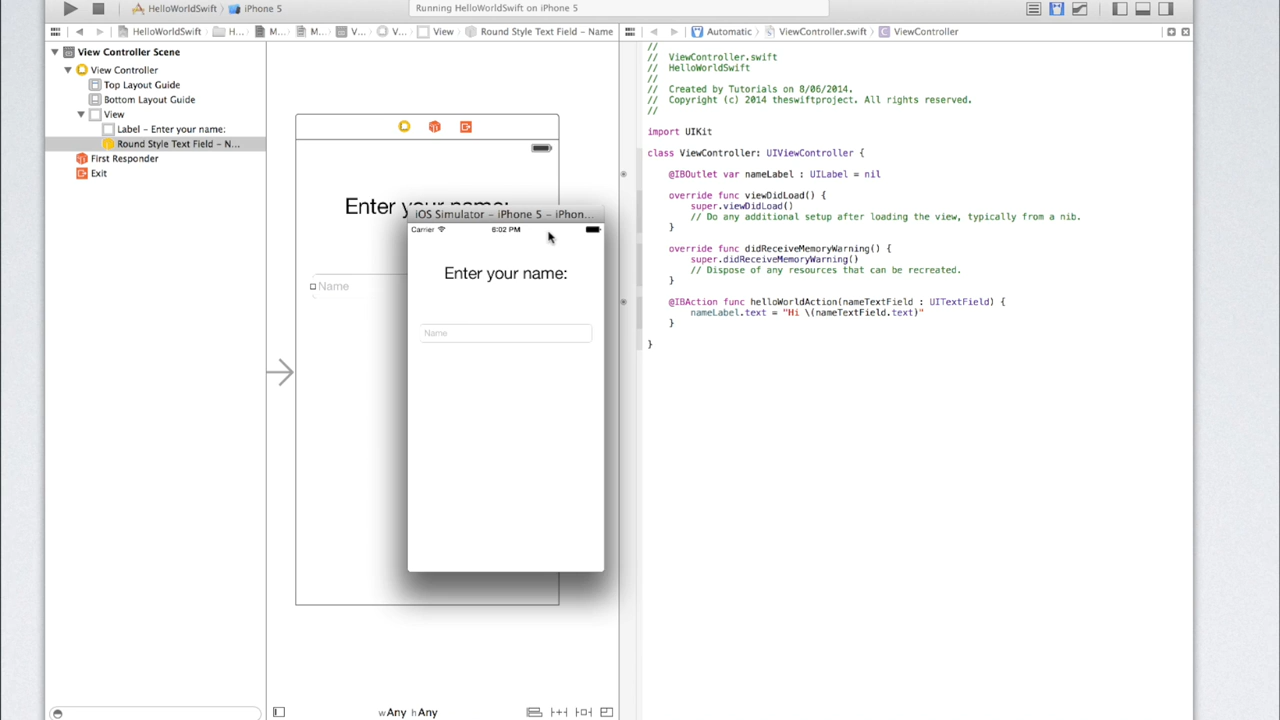 HelloWorldSwift
iPhone 5
Running HelloWorldSwift on iPhone 5
HelloWorldSwift
H...
M...
M...
V...
V...
View
Round Style Text Field – Name
Automatic
ViewController.swift
ViewController
View Controller Scene
View Controller
Top Layout Guide
Bottom Layout Guide
View
Label – Enter your name:
Round Style Text Field – N...
First Responder
Exit
Enter your name:
Name
iOS Simulator – iPhone 5 – iPhon...
Carrier
6:02 PM
Enter your name:
Name
wAny hAny
//
// ViewController.swift
// HelloWorldSwift
//
// Created by Tutorials on 8/06/2014.
// Copyright (c) 2014 theswiftproject. All rights reserved.
//
import UIKit
class ViewController: UIViewController {
@IBOutlet var nameLabel : UILabel = nil
override func viewDidLoad() {
super.viewDidLoad()
// Do any additional setup after loading the view, typically from a nib.
}
override func didReceiveMemoryWarning() {
super.didReceiveMemoryWarning()
// Dispose of any resources that can be recreated.
}
@IBAction func helloWorldAction(nameTextField : UITextField) {
nameLabel.text = "Hi \(nameTextField.text)"
}
}